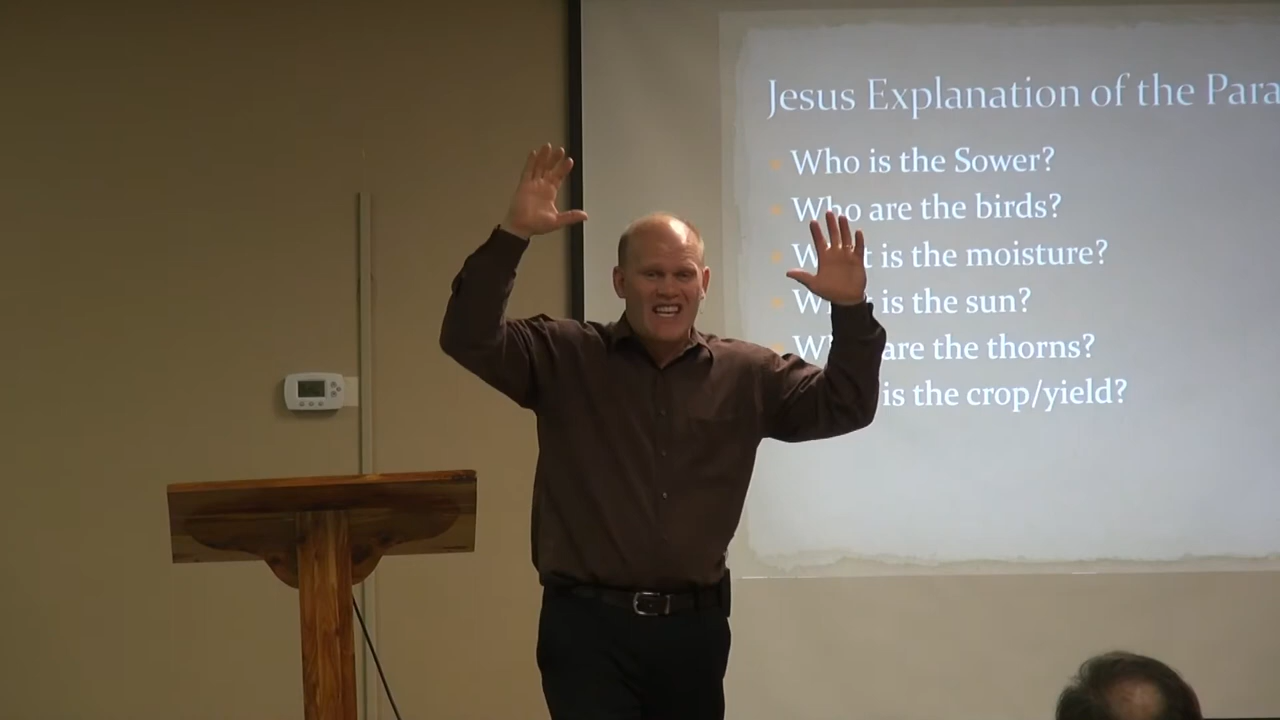 Jesus Explanation of the Para
Who is the Sower?
Who are the birds?
is the moisture?
is the sun?
are the thorns?
is the crop/yield?